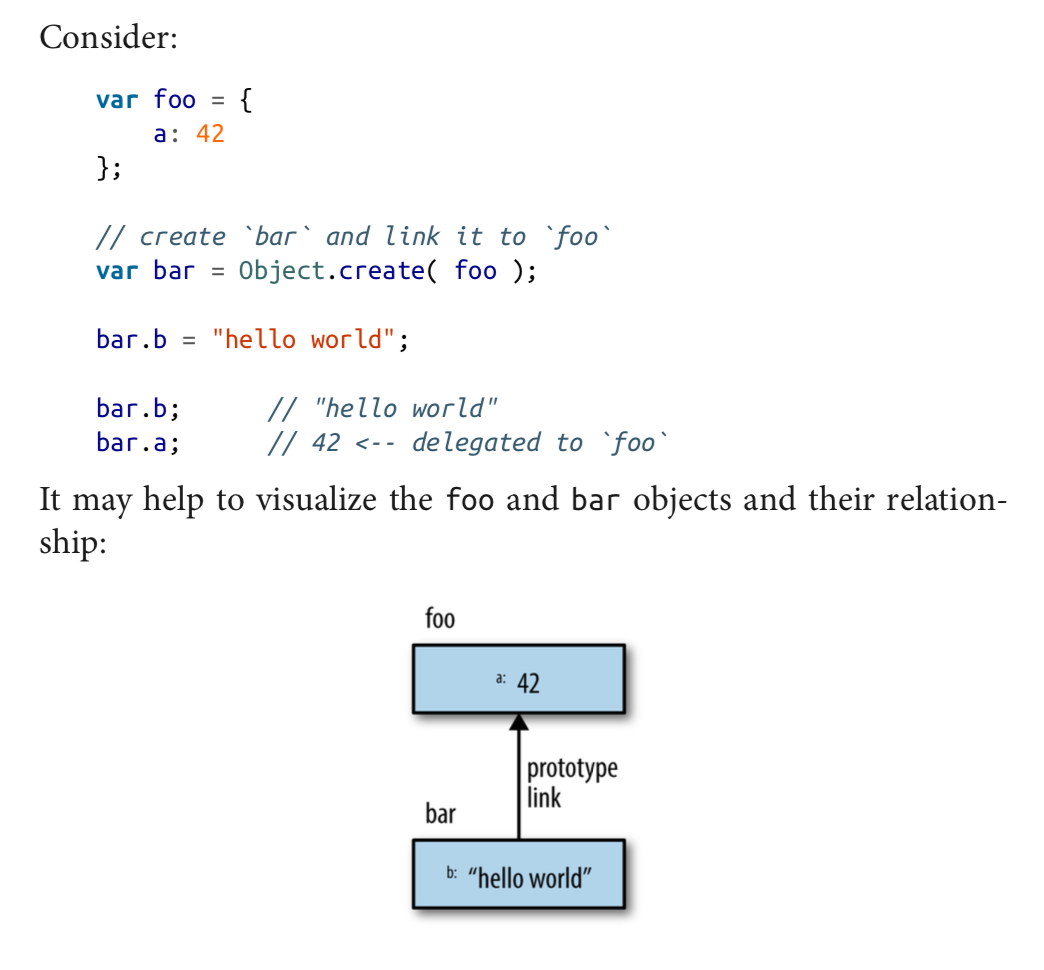 Consider:
var foo = {
    a: 42
};
// create `bar` and link it to `foo`
var bar = Object.create( foo );
bar.b = "hello world";
bar.b;      // "hello world"
bar.a;      // 42 <-- delegated to `foo`
It may help to visualize the foo and bar objects and their relation-
ship:
foo
a: 42
prototype
link
bar
b: “hello world”